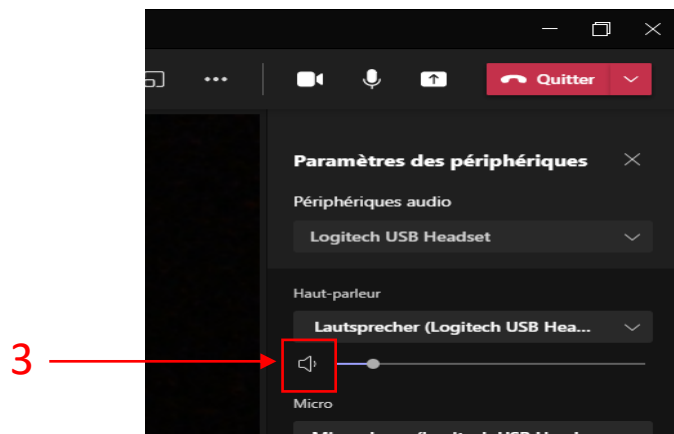 Quitter
Paramètres des périphériques
Périphériques audio
Logitech USB Headset
Haut-parleur
Lautsprecher (Logitech USB Hea...
3
Micro